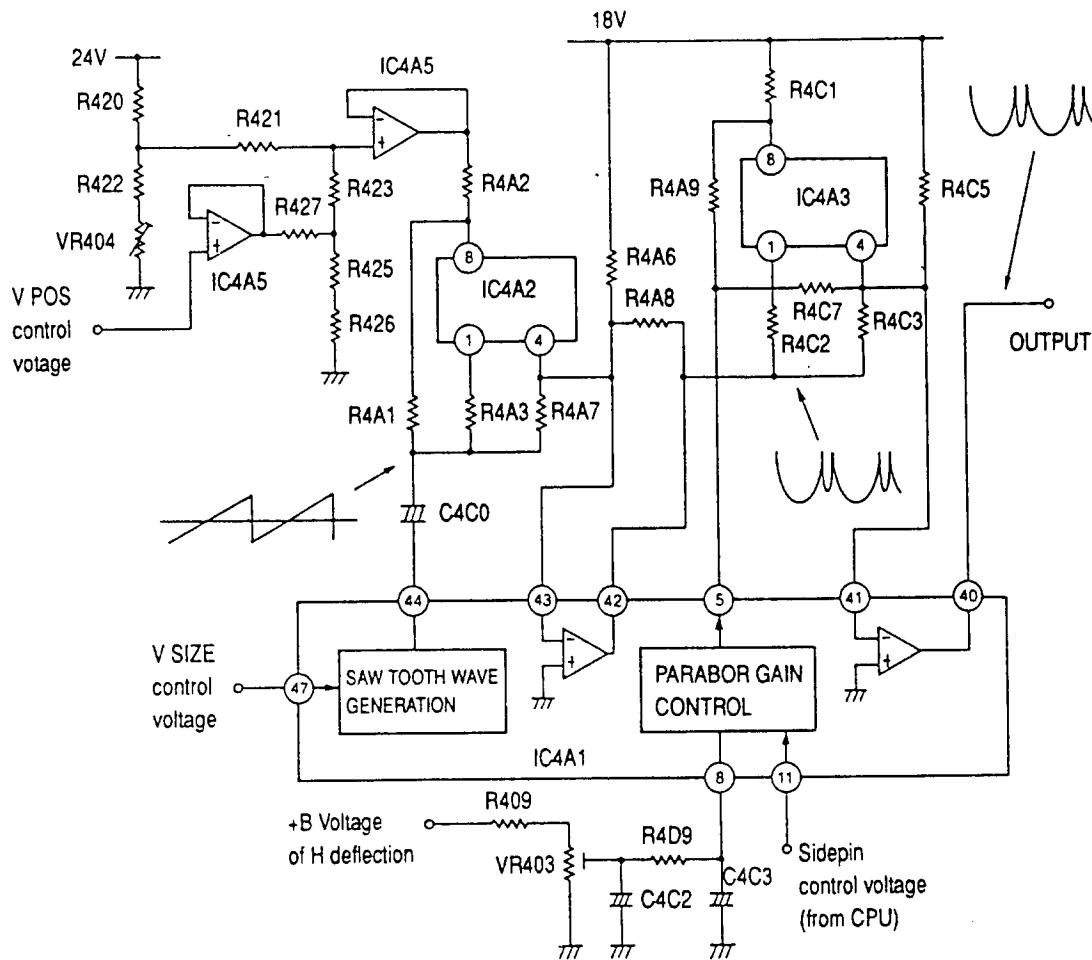 18V
24V
IC4A5
R420
R4C1
R421
R422
R423
R4A2
R4A9
IC4A3
R4C5
R427
8
VR404
R4A6
1
4
IC4A5
8
R4A8
R425
IC4A2
R4C7
R4C3
V POS
control
votage
R426
R4C2
OUTPUT
1
4
R4A1
R4A3
R4A7
C4C0
44
43
42
5
41
40
V SIZE
control
voltage
47
SAW TOOTH WAVE
GENERATION
PARABOR GAIN
CONTROL
IC4A1
8
11
+B Voltage
of H deflection
R409
R4D9
VR403
C4C2
C4C3
Sidepin
control voltage
(from CPU)